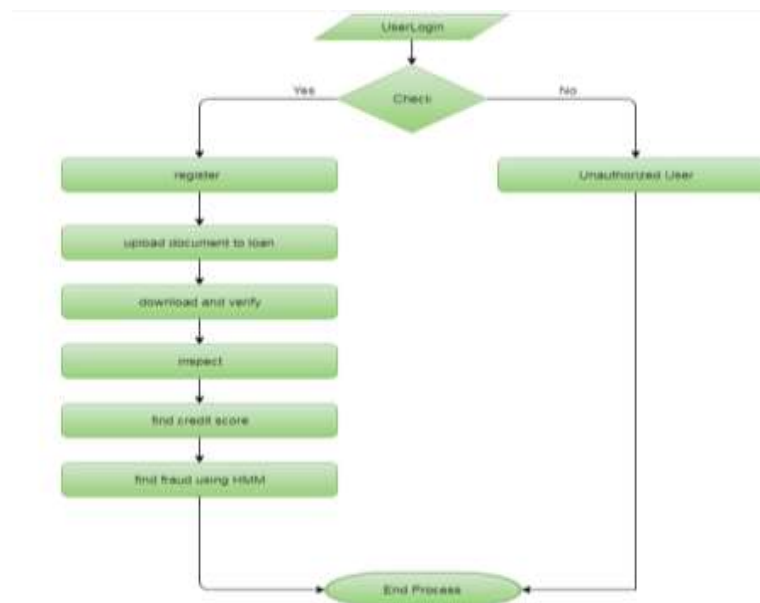 UserLogin
Check
Yes
No
register
Unauthorized User
upload document to loan
download and verify
inspect
find credit score
find fraud using HMM
End Process